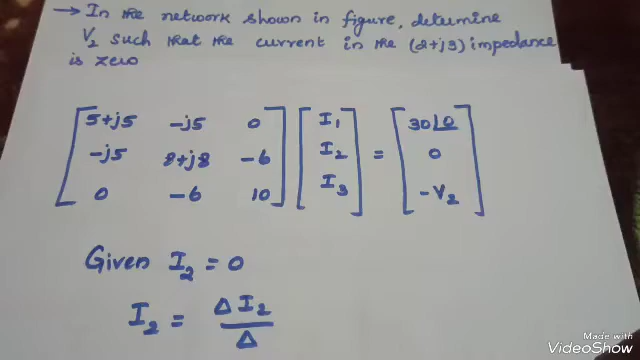 → In the network shown in figure, detumine
V₂ such that the current in the (2+j3) impedance
is zero
[5+j5 -j5 0] [I₁] = [30∠0]
[-j5 8+j8 -6] [I₂] [0]
[0 -6 10] [I₃] [-V₂]
Given I₂ = 0
I₂ = ΔI₂ / Δ
Made with
VideoShow